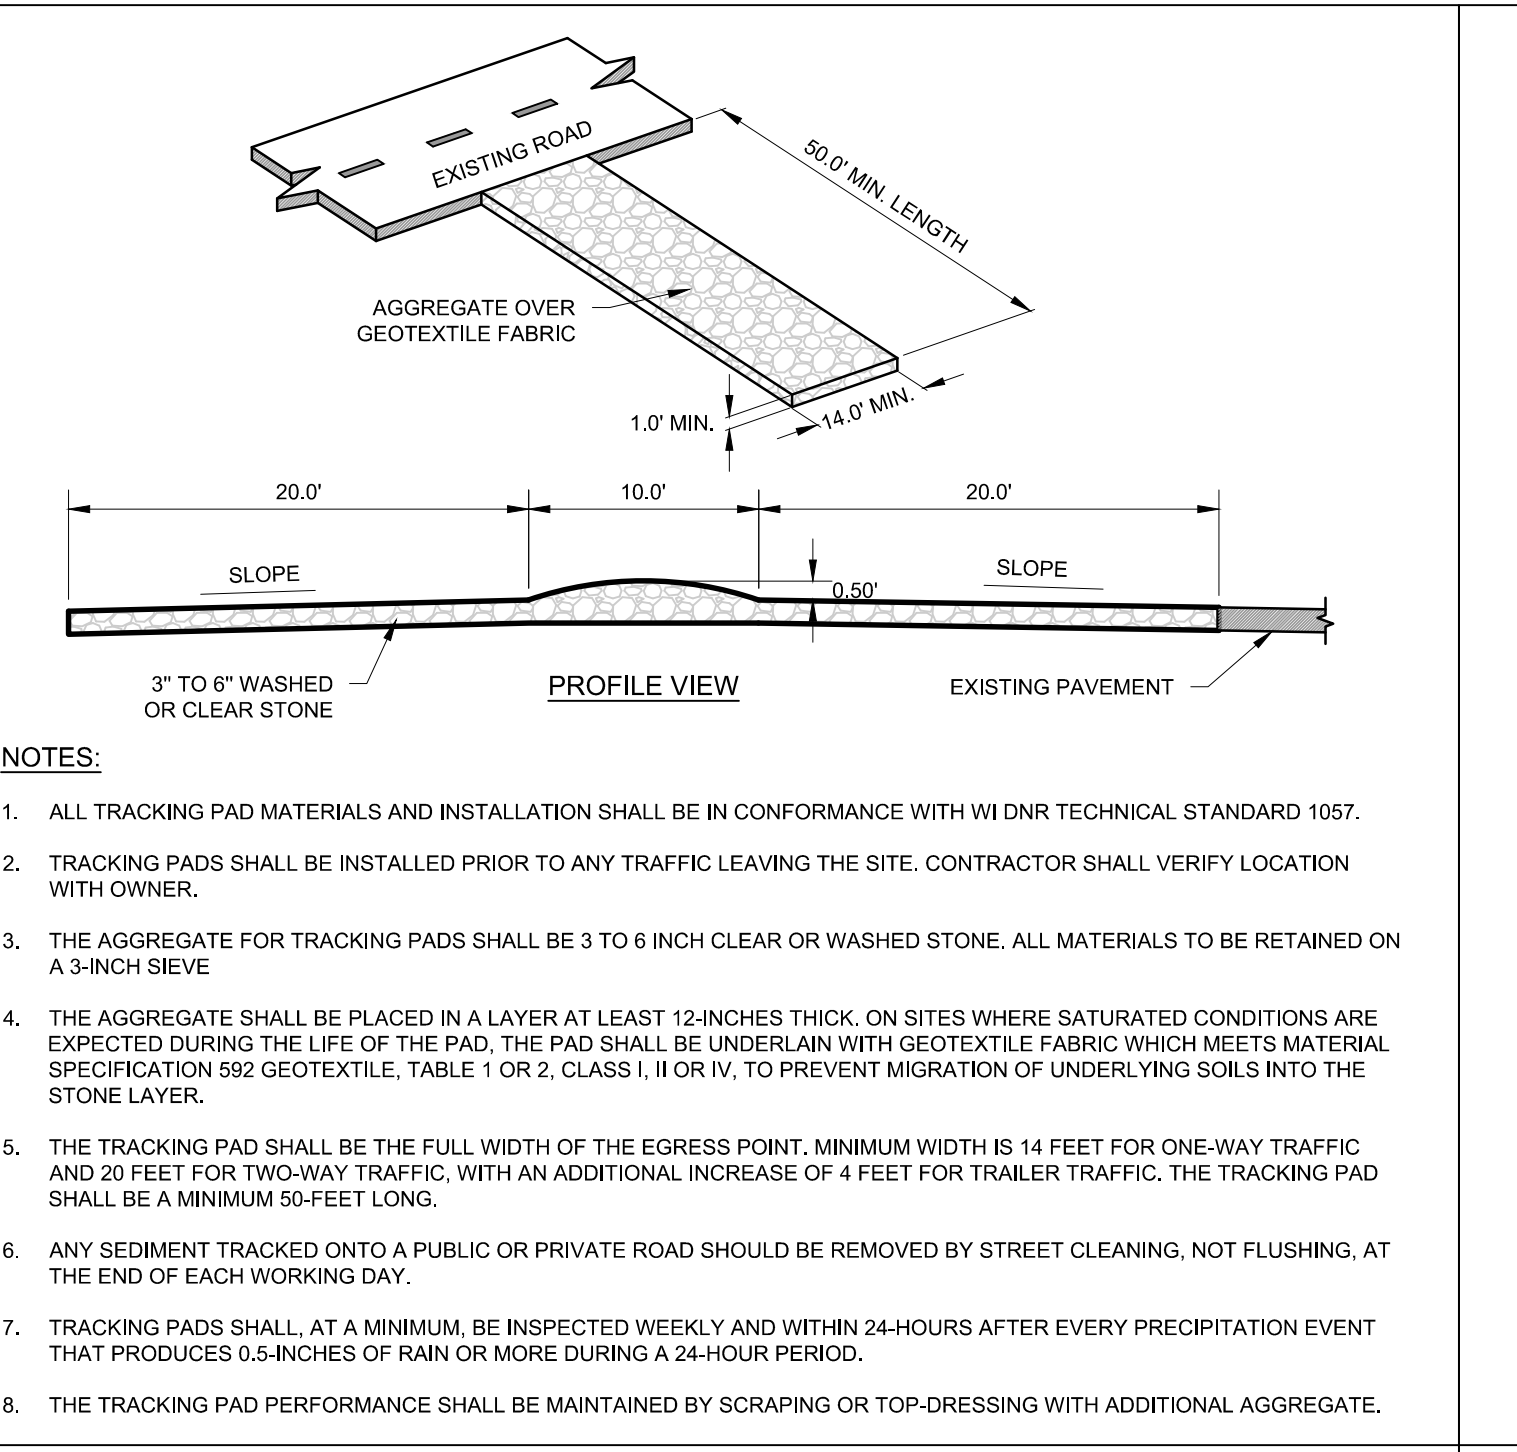 EXISTING ROAD
50.0' MIN. LENGTH
AGGREGATE OVER
GEOTEXTILE FABRIC
1.0' MIN.
14.0' MIN.
20.0'
10.0'
20.0'
SLOPE
SLOPE
0.50'
3" TO 6" WASHED
OR CLEAR STONE
PROFILE VIEW
EXISTING PAVEMENT
NOTES:
1. ALL TRACKING PAD MATERIALS AND INSTALLATION SHALL BE IN CONFORMANCE WITH WI DNR TECHNICAL STANDARD 1057.
2. TRACKING PADS SHALL BE INSTALLED PRIOR TO ANY TRAFFIC LEAVING THE SITE. CONTRACTOR SHALL VERIFY LOCATION
WITH OWNER.
3. THE AGGREGATE FOR TRACKING PADS SHALL BE 3 TO 6 INCH CLEAR OR WASHED STONE. ALL MATERIALS TO BE RETAINED ON
A 3-INCH SIEVE
4. THE AGGREGATE SHALL BE PLACED IN A LAYER AT LEAST 12-INCHES THICK. ON SITES WHERE SATURATED CONDITIONS ARE
EXPECTED DURING THE LIFE OF THE PAD, THE PAD SHALL BE UNDERLAIN WITH GEOTEXTILE FABRIC WHICH MEETS MATERIAL
SPECIFICATION 592 GEOTEXTILE, TABLE 1 OR 2, CLASS I, II OR IV, TO PREVENT MIGRATION OF UNDERLYING SOILS INTO THE
STONE LAYER.
5. THE TRACKING PAD SHALL BE THE FULL WIDTH OF THE EGRESS POINT. MINIMUM WIDTH IS 14 FEET FOR ONE-WAY TRAFFIC
AND 20 FEET FOR TWO-WAY TRAFFIC, WITH AN ADDITIONAL INCREASE OF 4 FEET FOR TRAILER TRAFFIC. THE TRACKING PAD
SHALL BE A MINIMUM 50-FEET LONG.
6. ANY SEDIMENT TRACKED ONTO A PUBLIC OR PRIVATE ROAD SHOULD BE REMOVED BY STREET CLEANING, NOT FLUSHING, AT
THE END OF EACH WORKING DAY.
7. TRACKING PADS SHALL, AT A MINIMUM, BE INSPECTED WEEKLY AND WITHIN 24-HOURS AFTER EVERY PRECIPITATION EVENT
THAT PRODUCES 0.5-INCHES OF RAIN OR MORE DURING A 24-HOUR PERIOD.
8. THE TRACKING PAD PERFORMANCE SHALL BE MAINTAINED BY SCRAPING OR TOP-DRESSING WITH ADDITIONAL AGGREGATE.